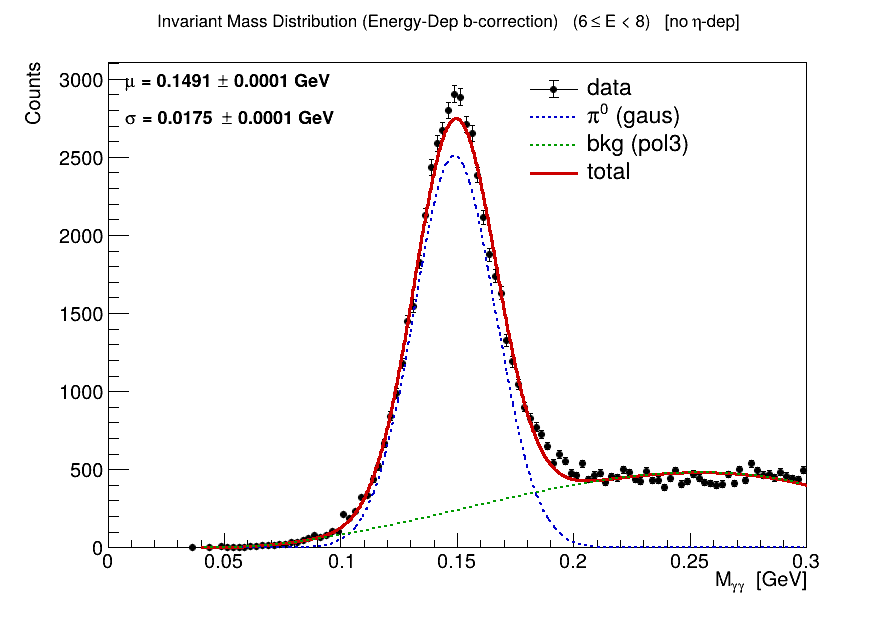 Invariant Mass Distribution (Energy-Dep b-correction) (6 ≤ E < 8) [no η-dep]
Counts
3000
2500
2000
1500
1000
500
0
μ = 0.1491 ± 0.0001 GeV
σ = 0.0175 ± 0.0001 GeV
data
π⁰ (gaus)
bkg (pol3)
total
0 0.05 0.1 0.15 0.2 0.25 0.3
Mγγ [GeV]